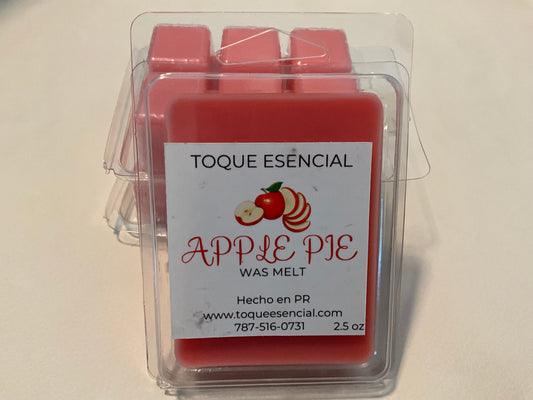 TOQUE ESENCIAL
APPLE PIE
WAS MELT
Hecho en PR
www.toqueesencial.com
787-516-0731 2.5 oz